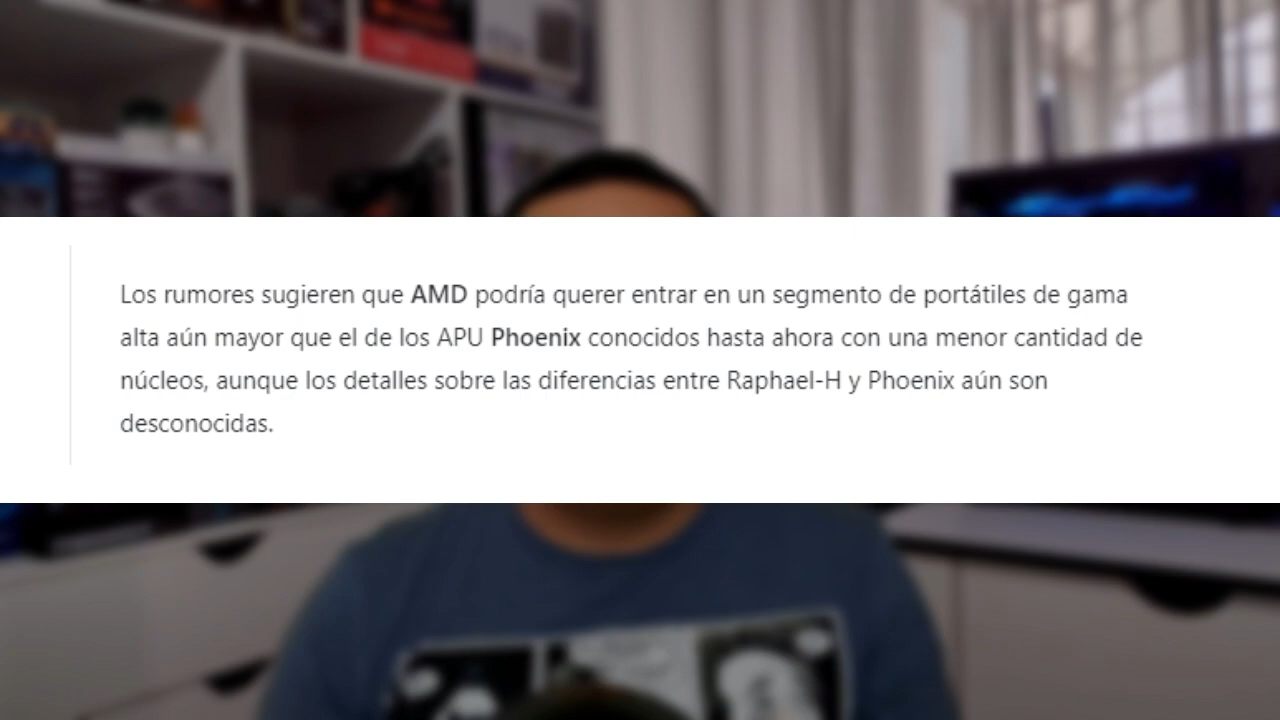 Los rumores sugieren que AMD podría querer entrar en un segmento de portátiles de gama
alta aún mayor que el de los APU Phoenix conocidos hasta ahora con una menor cantidad de
núcleos, aunque los detalles sobre las diferencias entre Raphael-H y Phoenix aún son
desconocidas.